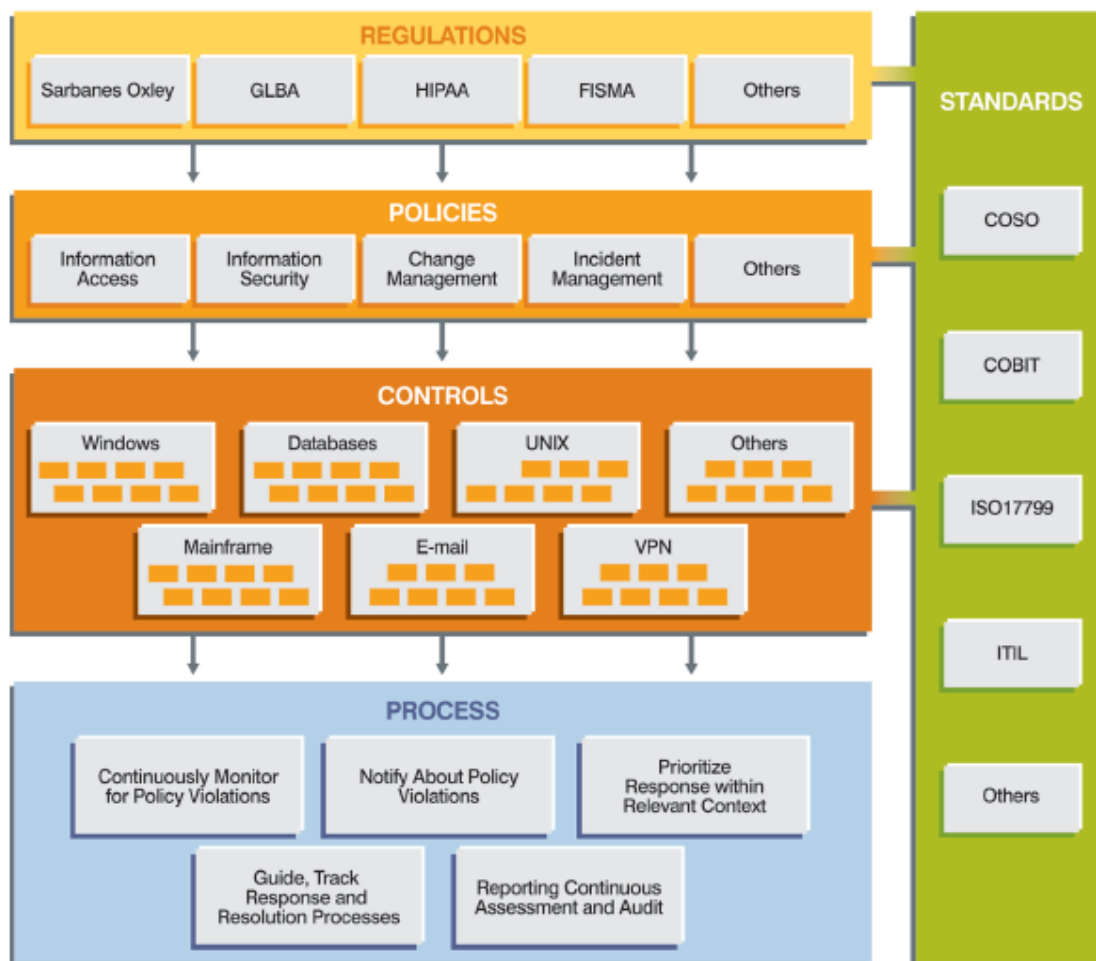 REGULATIONS
Sarbanes Oxley
GLBA
HIPAA
FISMA
Others
POLICIES
Information
Access
Information
Security
Change
Management
Incident
Management
Others
CONTROLS
Windows
Databases
UNIX
Others
Mainframe
E-mail
VPN
PROCESS
Continuously Monitor
for Policy Violations
Notify About Policy
Violations
Prioritize
Response within
Relevant Context
Guide, Track
Response and
Resolution Processes
Reporting Continuous
Assessment and Audit
STANDARDS
COSO
COBIT
ISO17799
ITIL
Others